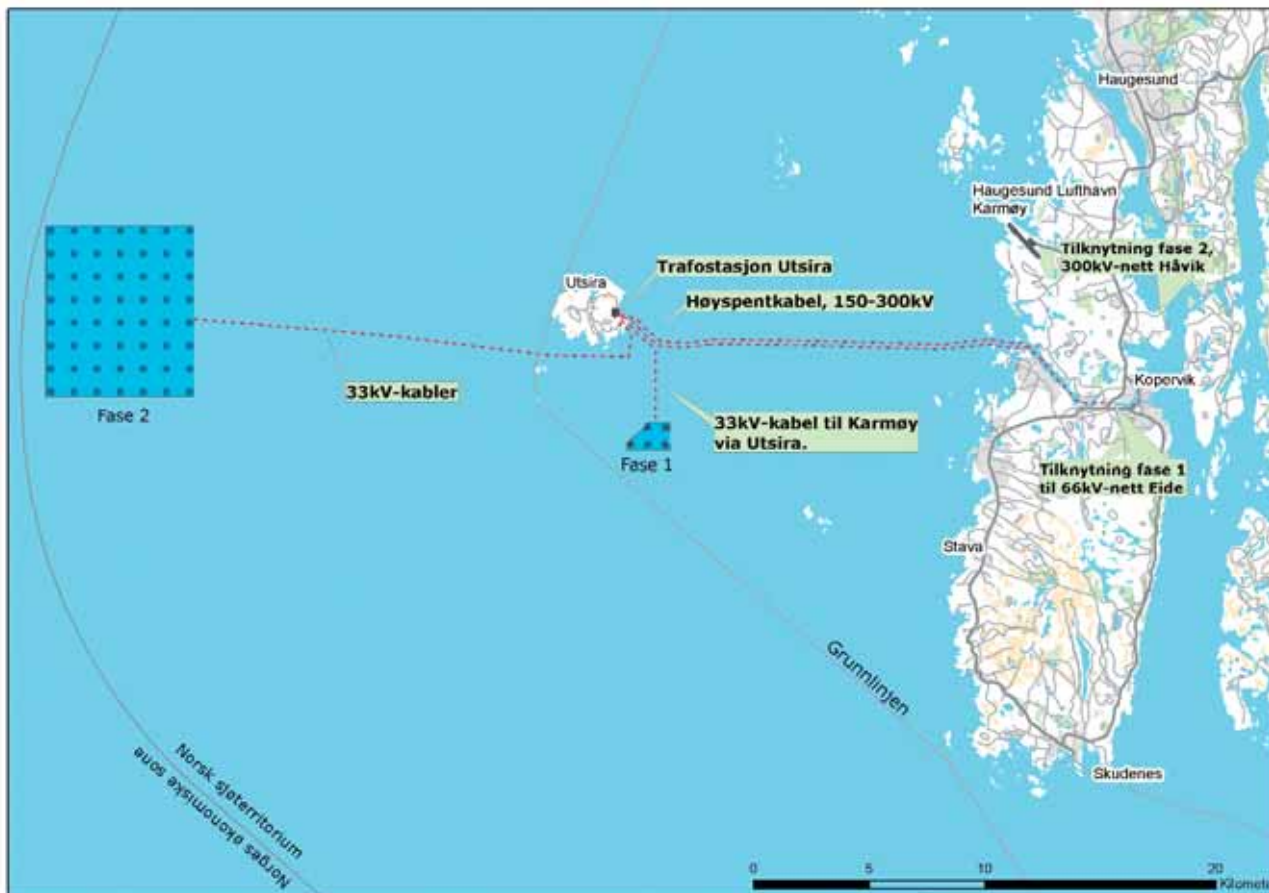 Haugesund
Haugesund Lufthavn
Karmøy
Tilknytning fase 2,
300kV-nett Håvik
Trafostasjon Utsira
Utsira
Høyspentkabel, 150-300kV
Kopervik
33kV-kabler
Fase 2
33kV-kabel til Karmøy
via Utsira.
Fase 1
Tilknytning fase 1
til 66kV-nett Eide
Stava
Grunnlinjen
Norsk sjøterritorium
Norges økonomiske sone
Skudenes
0 5 10 20
Kilomete